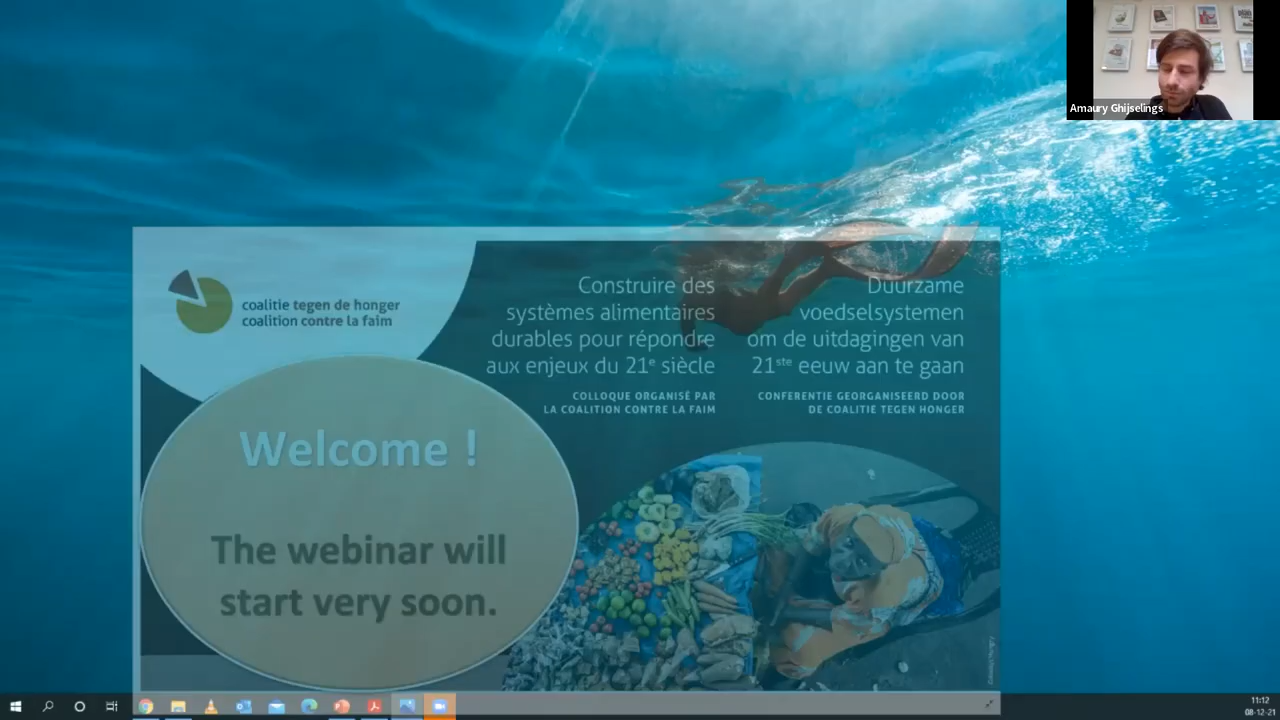 Amaury Ghijselings
coalitie tegen de honger
coalition contre la faim
Construire des
systèmes alimentaires
durables pour répondre
aux enjeux du 21e siècle
COLLOQUE ORGANISÉ PAR
LA COALITION CONTRE LA FAIM
Duurzame
voedselsystemen
om de uitdagingen van
21ste eeuw aan te gaan
CONFERENTIE GEORGANISEERD DOOR
DE COALITIE TEGEN HONGER
Welcome !
The webinar will
start very soon.
11:12
08-12-21